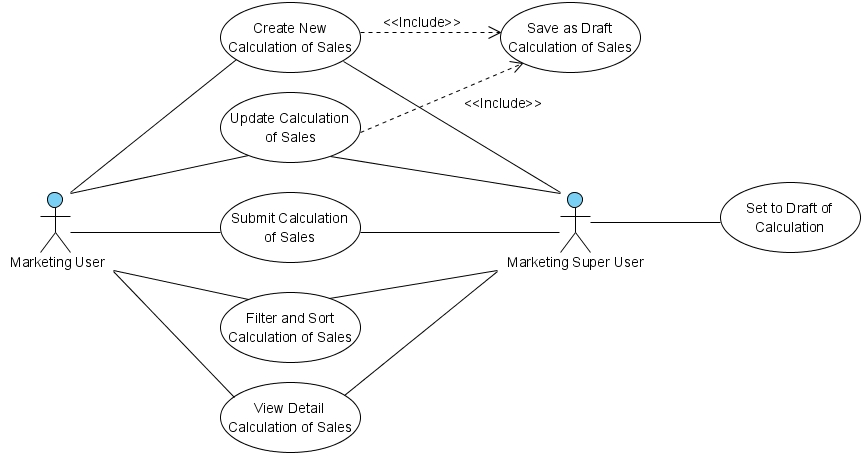 Create New
Calculation of Sales
<<Include>>
Save as Draft
Calculation of Sales
Update Calculation
of Sales
<<Include>>
Marketing User
Submit Calculation
of Sales
Marketing Super User
Set to Draft of
Calculation
Filter and Sort
Calculation of Sales
View Detail
Calculation of Sales